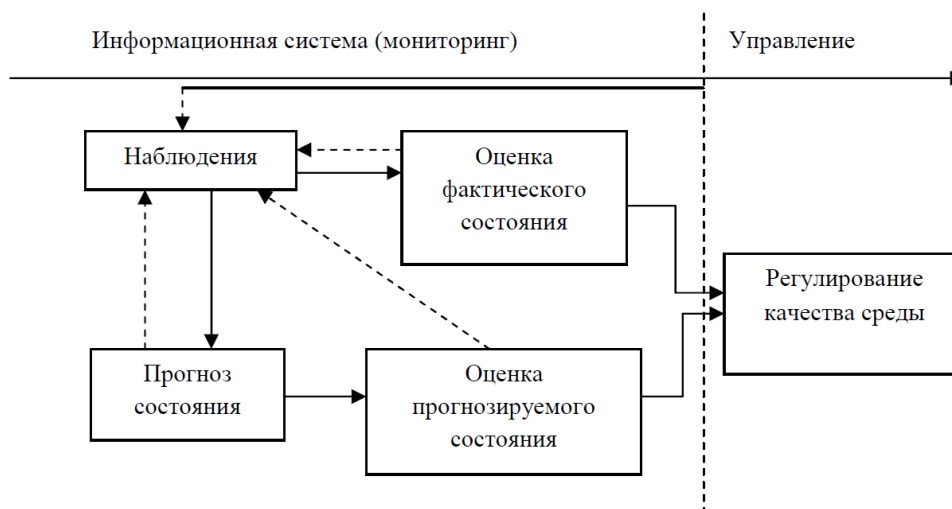 Информационная система (мониторинг)
Управление
Наблюдения
Оценка
фактического
состояния
Регулирование
качества среды
Прогноз
состояния
Оценка
прогнозируемого
состояния